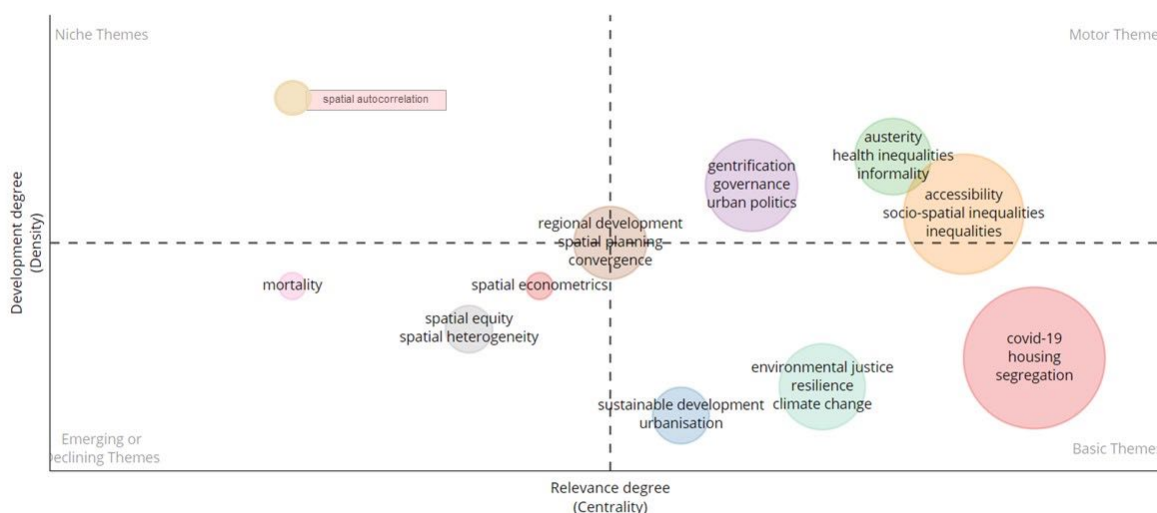 Niche Themes
Motor Theme
spatial autocorrelation
austerity
health inequalities
informality
gentrification
governance
urban politics
accessibility
socio-spatial inequalities
inequalities
regional development
spatial planning
convergence
Development degree
(Density)
mortality
spatial econometrics
spatial equity
spatial heterogeneity
covid-19
housing
segregation
environmental justice
resilience
climate change
sustainable development
urbanisation
Emerging or
Declining Themes
Basic Themes
Relevance degree
(Centrality)